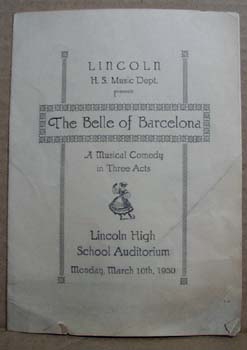 LINCOLN
H. S. Music Dept.
presents
The Belle of Barcelona
A Musical Comedy
in Three Acts
Lincoln High
School Auditorium
Monday, March 10th, 1930